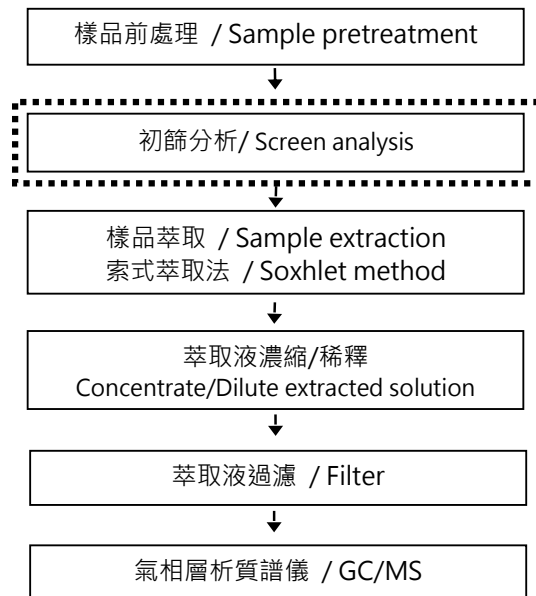 樣品前處理 / Sample pretreatment
初篩分析/ Screen analysis
樣品萃取 / Sample extraction
索式萃取法 / Soxhlet method
萃取液濃縮/稀釋
Concentrate/Dilute extracted solution
萃取液過濾 / Filter
氣相層析質譜儀 / GC/MS